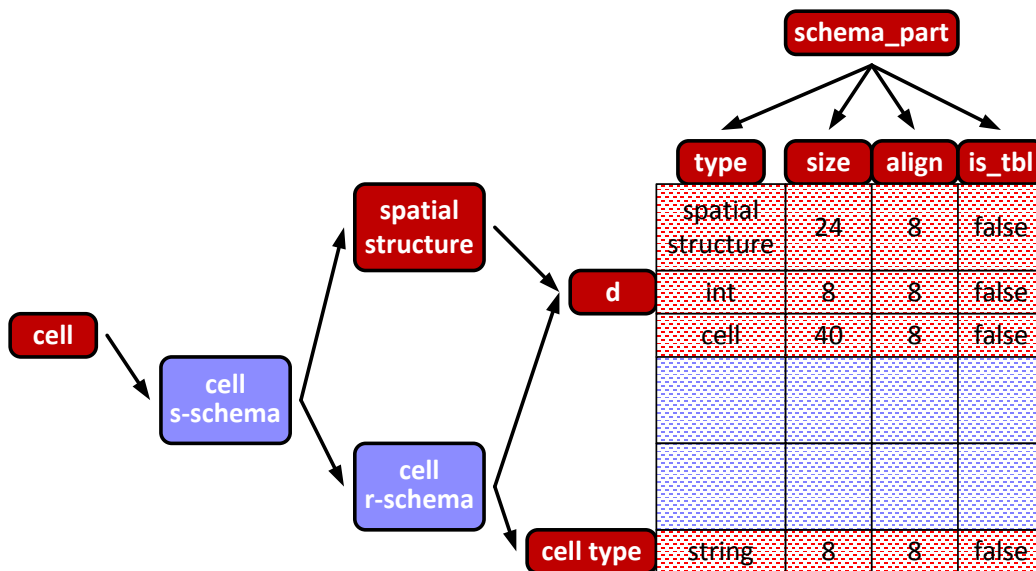 schema_part
type size align is_tbl
spatial
structure
spatial
structure 24 8 false
d int 8 8 false
cell cell 40 8 false
cell
s-schema
cell
r-schema
cell type string 8 8 false